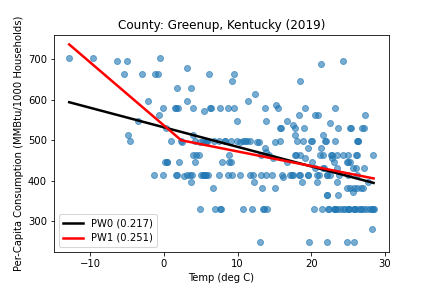 County: Greenup, Kentucky (2019)
Per-Capita Consumption (MMBtu/1000 Households)
700
600
500
400
300
PW0 (0.217)
PW1 (0.251)
−10
0
10
20
30
Temp (deg C)